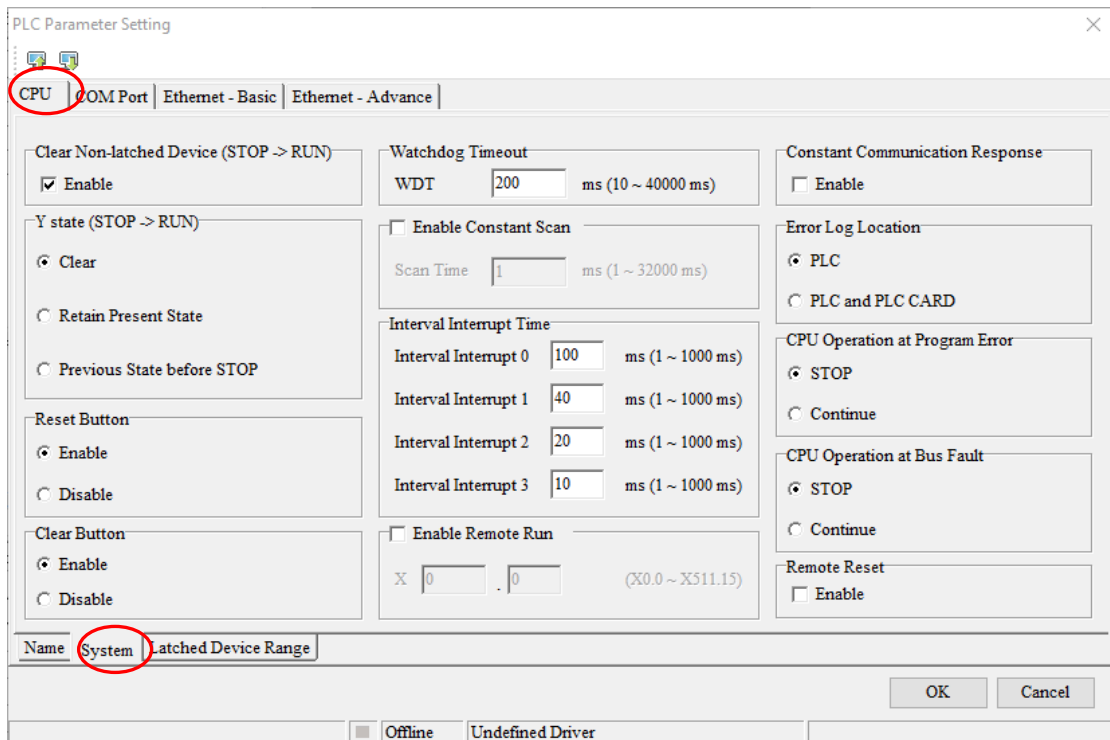 PLC Parameter Setting
CPU COM Port Ethernet - Basic Ethernet - Advance
Clear Non-latched Device (STOP -> RUN)
Enable
Y state (STOP -> RUN)
Clear
Retain Present State
Previous State before STOP
Reset Button
Enable
Disable
Clear Button
Enable
Disable
Watchdog Timeout
WDT 200 ms (10 ~ 40000 ms)
Enable Constant Scan
Scan Time 1 ms (1 ~ 32000 ms)
Interval Interrupt Time
Interval Interrupt 0 100 ms (1 ~ 1000 ms)
Interval Interrupt 1 40 ms (1 ~ 1000 ms)
Interval Interrupt 2 20 ms (1 ~ 1000 ms)
Interval Interrupt 3 10 ms (1 ~ 1000 ms)
Enable Remote Run
X 0 . 0 (X0.0 ~ X511.15)
Constant Communication Response
Enable
Error Log Location
PLC
PLC and PLC CARD
CPU Operation at Program Error
STOP
Continue
CPU Operation at Bus Fault
STOP
Continue
Remote Reset
Enable
Name System Latched Device Range
OK Cancel
Offline Undefined Driver